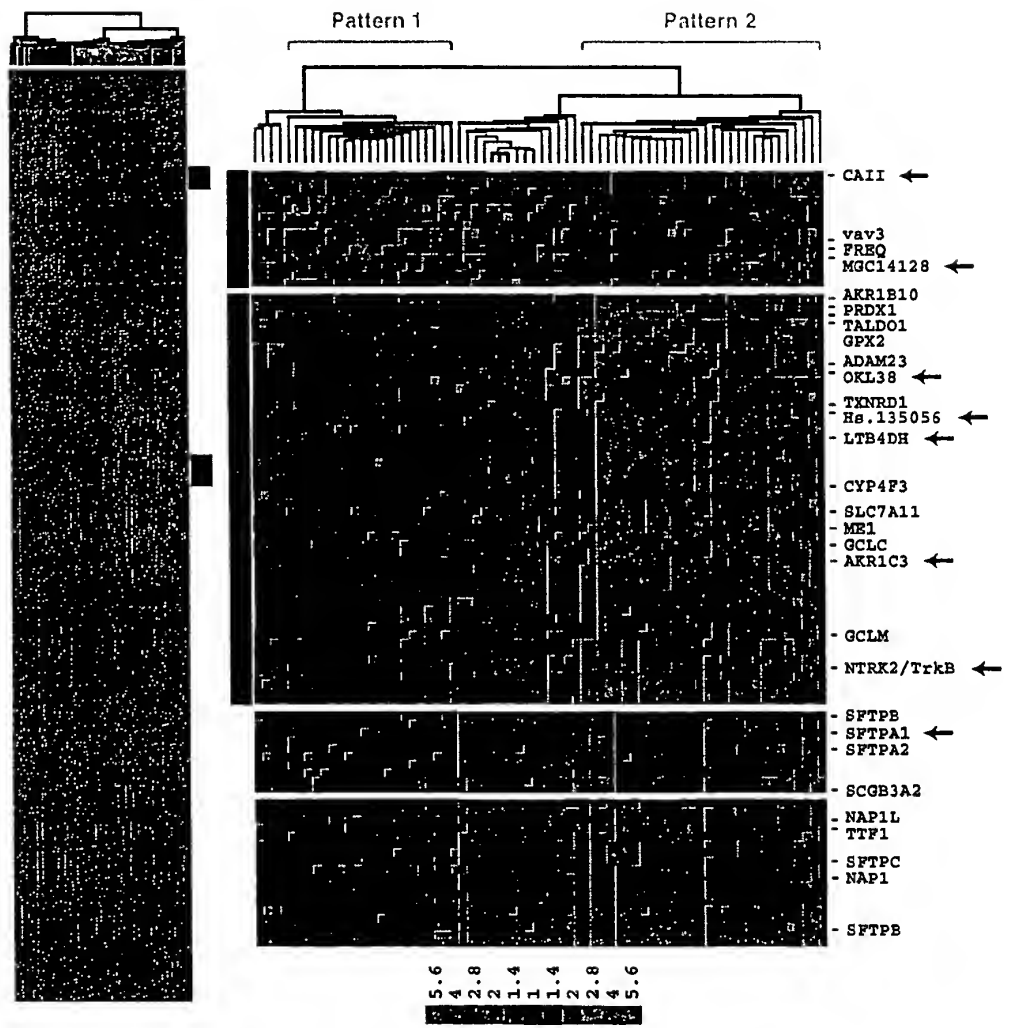 Pattern 1
Pattern 2
CAII
vav3
FREQ
MGC14128
AKR1B10
PRDX1
TALDO1
GPX2
ADAM23
OKL38
TXNRD1
Hs.135056
LTB4DH
CYP4F3
SLC7A11
ME1
GCLC
AKR1C3
GCLM
NTRK2/TrkB
SFTPB
SFTPA1
SFTPA2
SCGB3A2
NAP1L
TTF1
SFTPC
NAP1
SFTPB
5.6
4
2.8
2
1.4
1
1.4
2
2.8
4
5.6